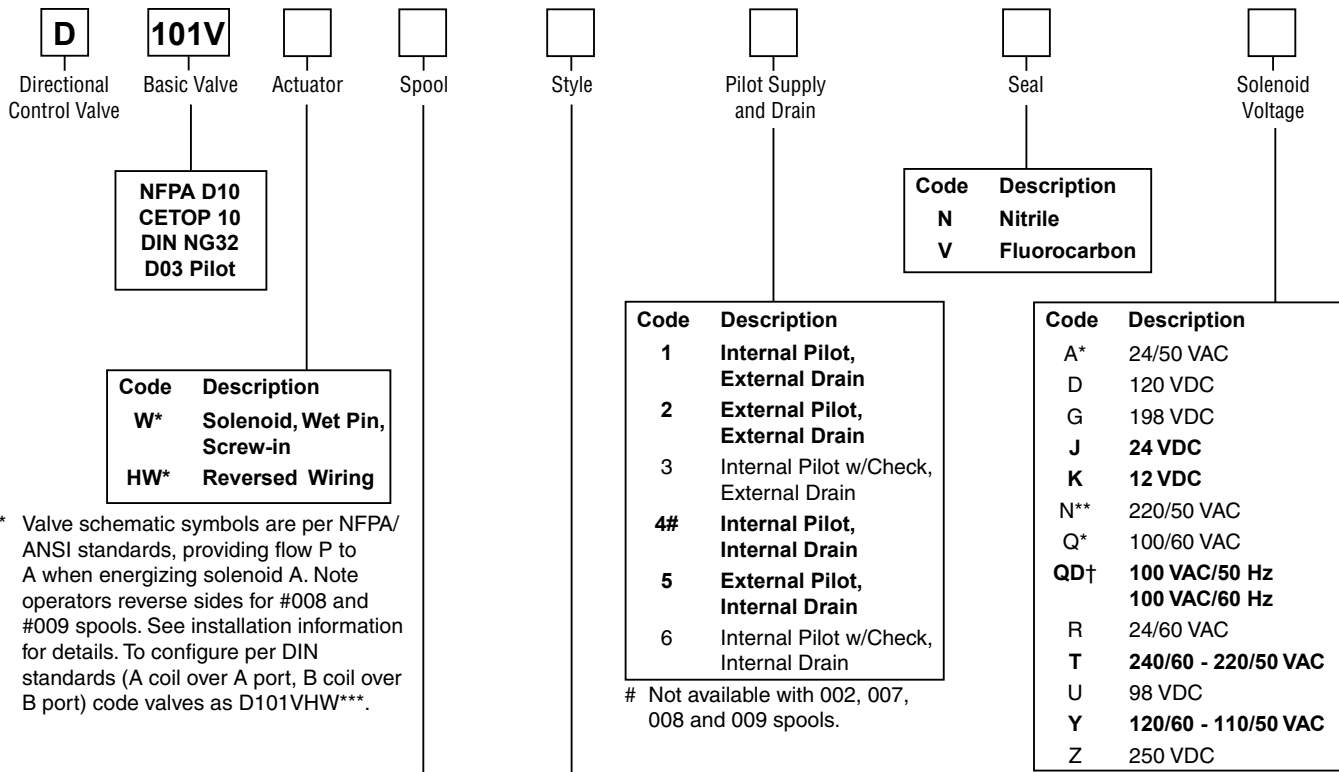 D 101V
Directional Control Valve
Basic Valve
Actuator
Spool
Style
Pilot Supply and Drain
Seal
Solenoid Voltage
NFPA D10
CETOP 10
DIN NG32
D03 Pilot
Code Description
W* Solenoid, Wet Pin,
Screw-in
HW* Reversed Wiring
* Valve schematic symbols are per NFPA/
ANSI standards, providing flow P to
A when energizing solenoid A. Note
operators reverse sides for #008 and
#009 spools. See installation information
for details. To configure per DIN
standards (A coil over A port, B coil over
B port) code valves as D101VHW***.
Code Description
1 Internal Pilot,
External Drain
2 External Pilot,
External Drain
3 Internal Pilot w/Check,
External Drain
4# Internal Pilot,
Internal Drain
5 External Pilot,
Internal Drain
6 Internal Pilot w/Check,
Internal Drain
# Not available with 002, 007,
008 and 009 spools.
Code Description
N Nitrile
V Fluorocarbon
Code Description
A* 24/50 VAC
D 120 VDC
G 198 VDC
J 24 VDC
K 12 VDC
N** 220/50 VAC
Q* 100/60 VAC
QD† 100 VAC/50 Hz
100 VAC/60 Hz
R 24/60 VAC
T 240/60 - 220/50 VAC
U 98 VDC
Y 120/60 - 110/50 VAC
Z 250 VDC